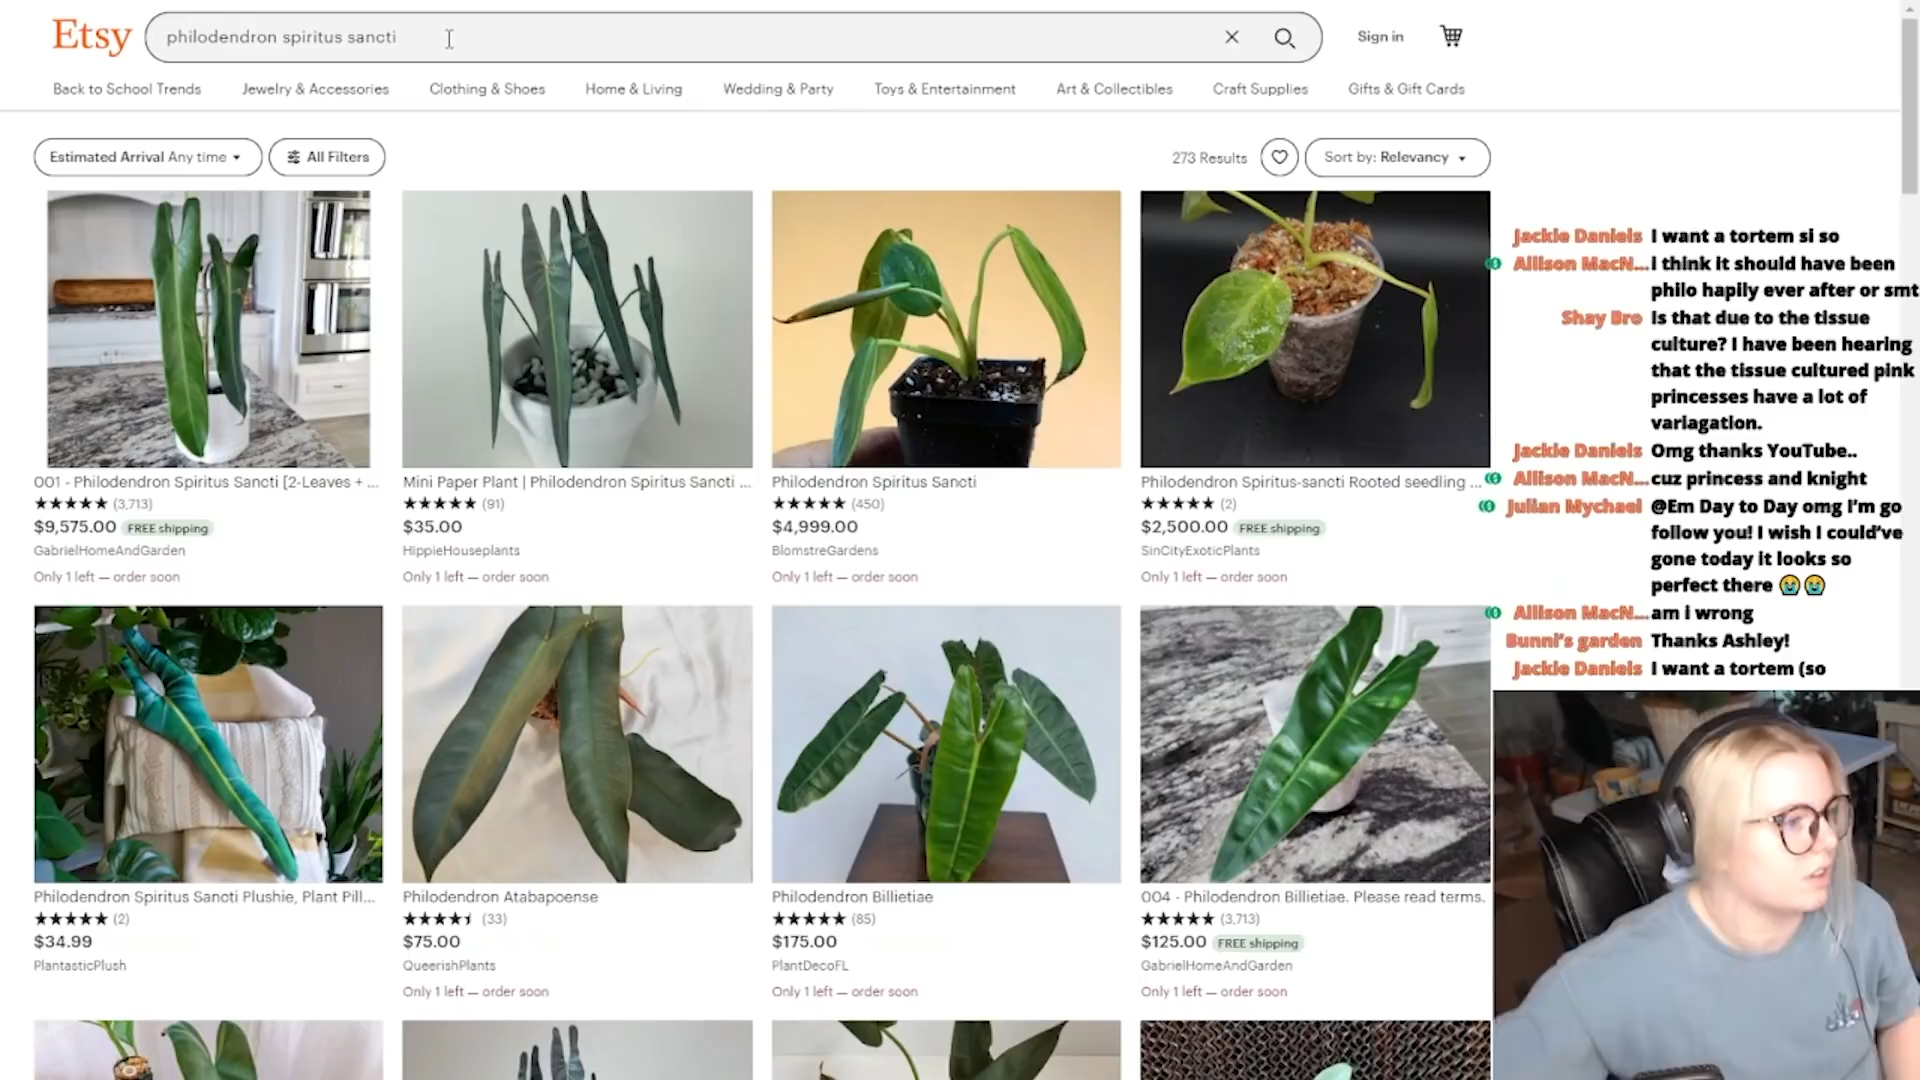 Etsy
philodendron spiritus sancti
Sign in
Back to School Trends
Jewelry & Accessories
Clothing & Shoes
Home & Living
Wedding & Party
Toys & Entertainment
Art & Collectibles
Craft Supplies
Gifts & Gift Cards
Estimated Arrival Any time
All Filters
273 Results
Sort by: Relevancy
001 - Philodendron Spiritus Sancti [2-Leaves + ...
(3,713)
$9,575.00 FREE shipping
GabrielHomeAndGarden
Only 1 left — order soon
Mini Paper Plant | Philodendron Spiritus Sancti ...
(91)
$35.00
HippieHouseplants
Only 1 left — order soon
Philodendron Spiritus Sancti
(450)
$4,999.00
BlomstreGardens
Only 1 left — order soon
Philodendron Spiritus-sancti Rooted seedling ...
(2)
$2,500.00 FREE shipping
SinCityExoticPlants
Only 1 left — order soon
Philodendron Spiritus Sancti Plushie, Plant Pill...
(2)
$34.99
PlantasticPlush
Philodendron Atabapoense
(33)
$75.00
QueerishPlants
Only 1 left — order soon
Philodendron Billietiae
(85)
$175.00
PlantDecoFL
Only 1 left — order soon
004 - Philodendron Billietiae. Please read terms.
(3,713)
$125.00 FREE shipping
GabrielHomeAndGarden
Only 1 left — order soon
Jackie Daniels I want a tortem si so
Allison MacN... I think it should have been
philo hapily ever after or smt
Shay Bro Is that due to the tissue
culture? I have been hearing
that the tissue cultured pink
princesses have a lot of
variagation.
Jackie Daniels Omg thanks YouTube..
Allison MacN... cuz princess and knight
Julian Mychael @Em Day to Day omg I'm go
follow you! I wish I could've
gone today it looks so
perfect there 😭😭
Allison MacN... am i wrong
Bunni's garden Thanks Ashley!
Jackie Daniels I want a tortem (so